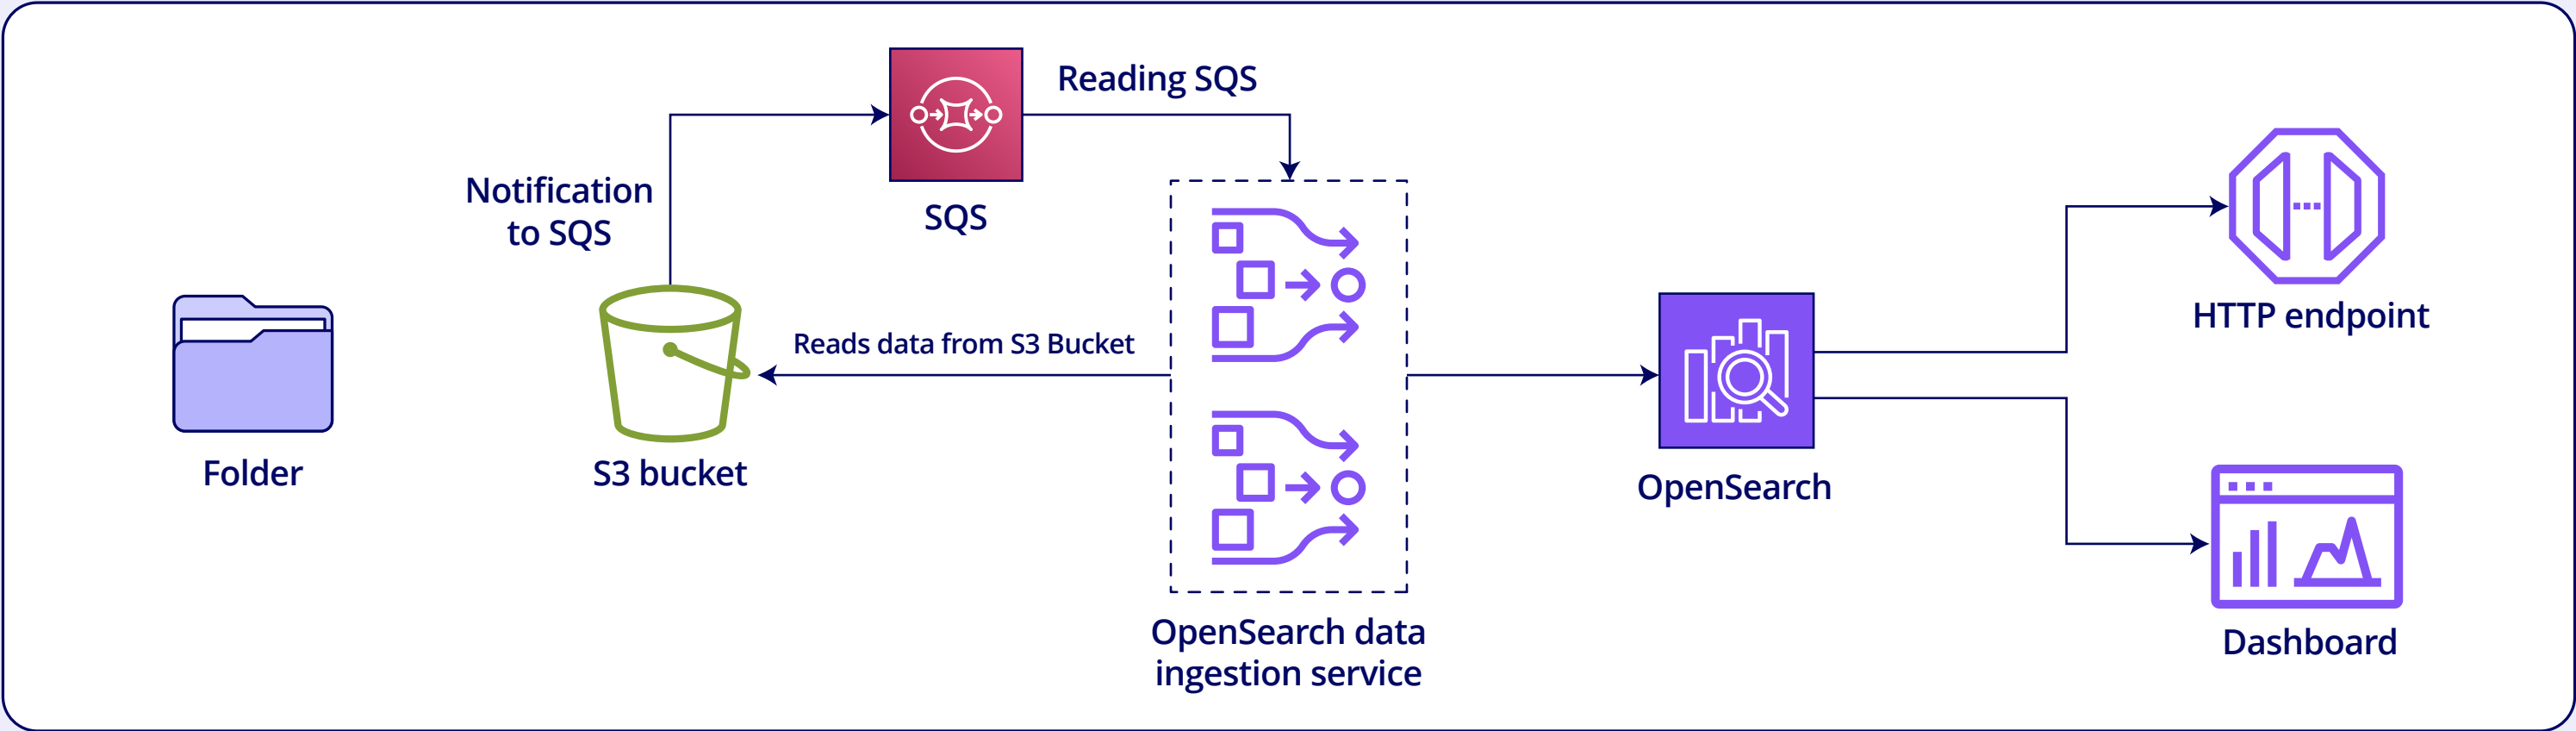 Reading SQS
Notification
to SQS
SQS
Reads data from S3 Bucket
Folder
S3 bucket
OpenSearch data
ingestion service
OpenSearch
HTTP endpoint
Dashboard